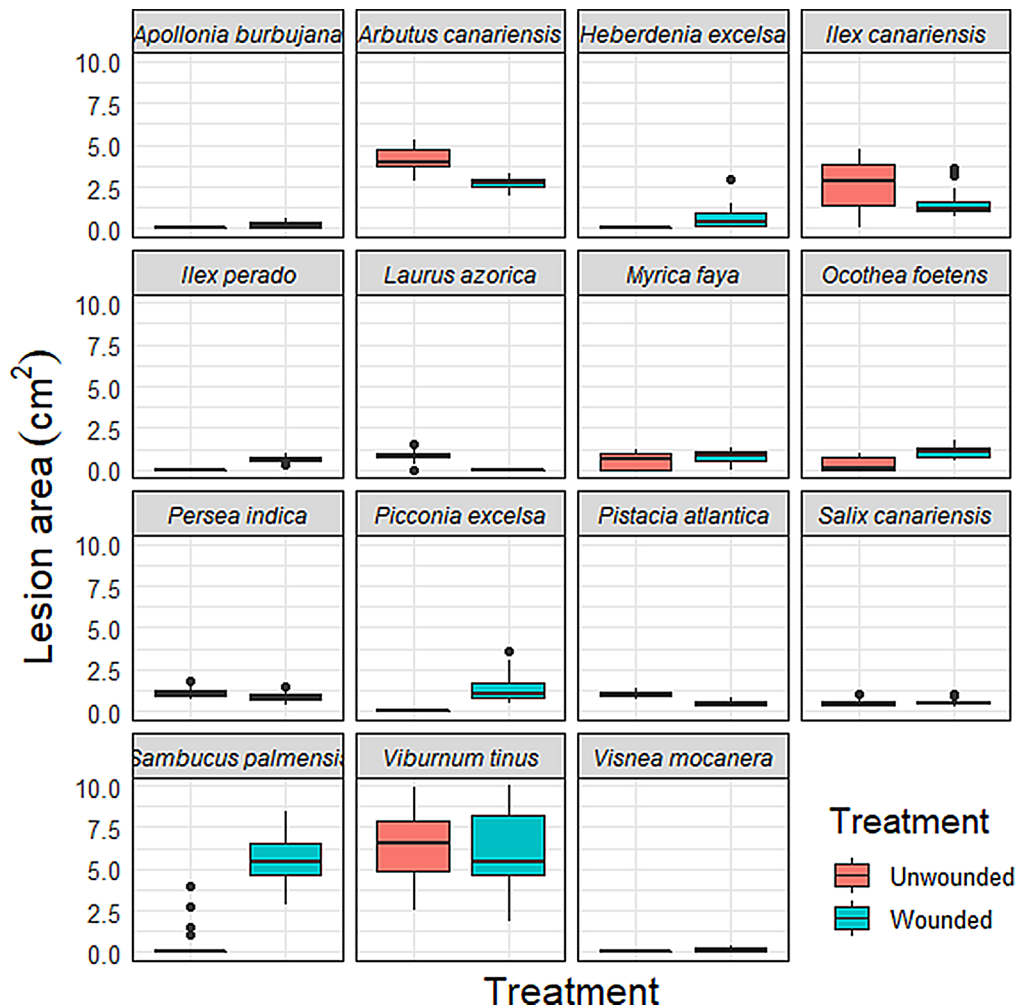 Apollonia burbujana Arbutus canariensis Heberdenia excelsa Ilex canariensis
10.0
7.5
5.0
2.5
0.0
Ilex perado Laurus azorica Myrica faya Ocothea foetens
10.0
7.5
5.0
2.5
0.0
Persea indica Picconia excelsa Pistacia atlantica Salix canariensis
10.0
7.5
5.0
2.5
0.0
Sambucus palmensis Viburnum tinus Visnea mocanera
10.0
7.5
5.0
2.5
0.0
Lesion area (cm²)
Treatment
Treatment
Unwounded
Wounded